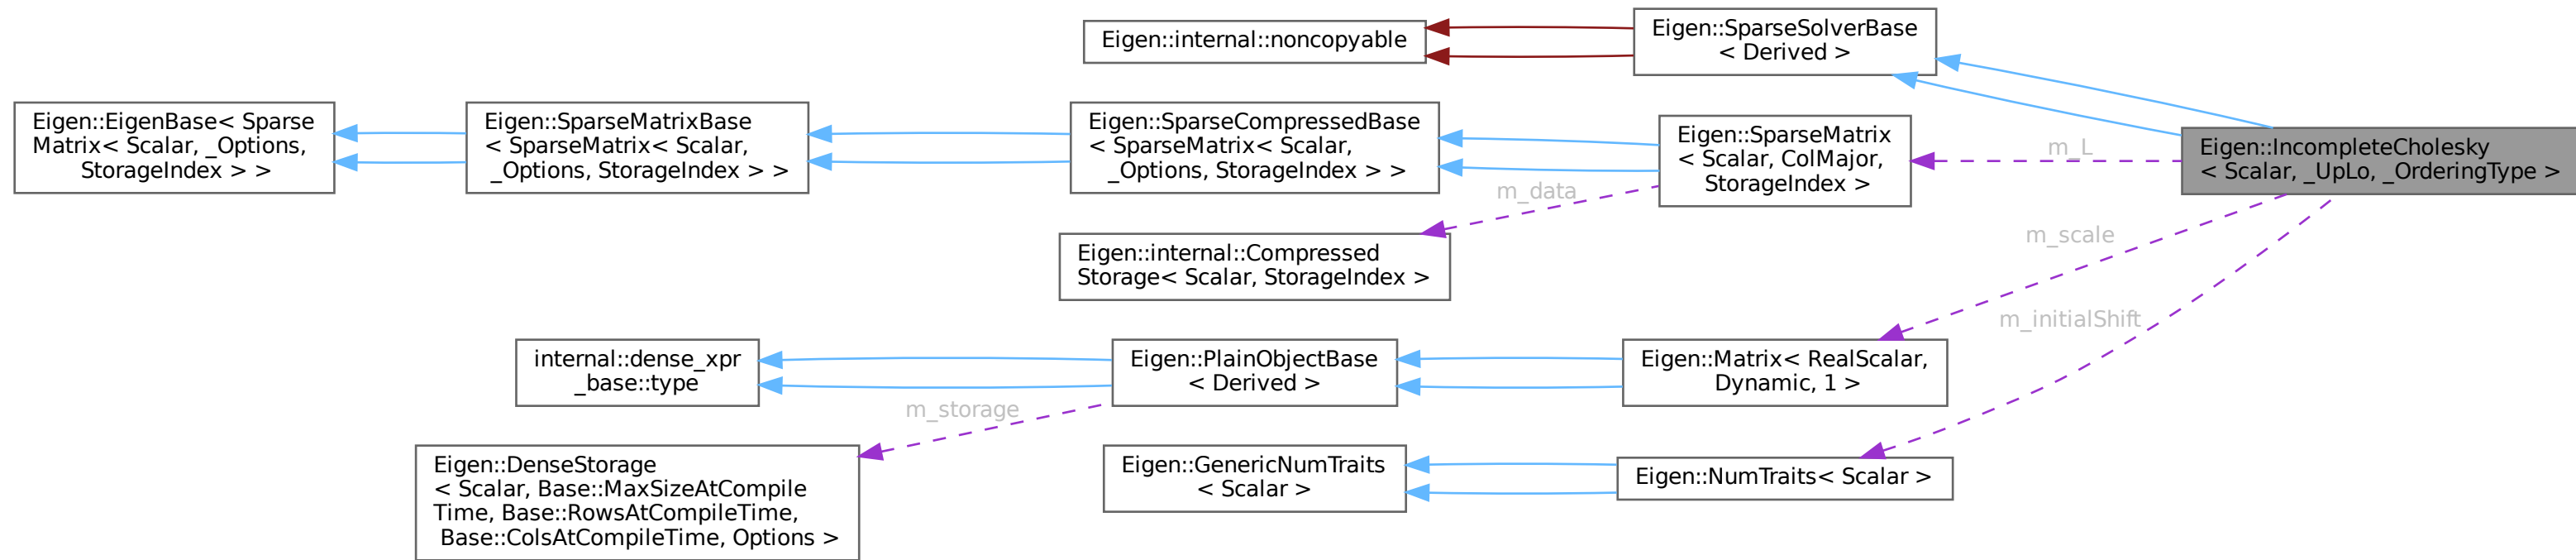 Eigen::internal::noncopyable
Eigen::SparseSolverBase
< Derived >
Eigen::EigenBase< Sparse
Matrix< Scalar, _Options,
StorageIndex > >
Eigen::SparseMatrixBase
< SparseMatrix< Scalar,
_Options, StorageIndex > >
Eigen::SparseCompressedBase
< SparseMatrix< Scalar,
_Options, StorageIndex > >
Eigen::SparseMatrix
< Scalar, ColMajor,
StorageIndex >
m_L
Eigen::IncompleteCholesky
< Scalar, _UpLo, _OrderingType >
m_data
Eigen::internal::Compressed
Storage< Scalar, StorageIndex >
m_scale
m_initialShift
internal::dense_xpr
_base::type
Eigen::PlainObjectBase
< Derived >
Eigen::Matrix< RealScalar,
Dynamic, 1 >
m_storage
Eigen::DenseStorage
< Scalar, Base::MaxSizeAtCompile
Time, Base::RowsAtCompileTime,
Base::ColsAtCompileTime, Options >
Eigen::GenericNumTraits
< Scalar >
Eigen::NumTraits< Scalar >